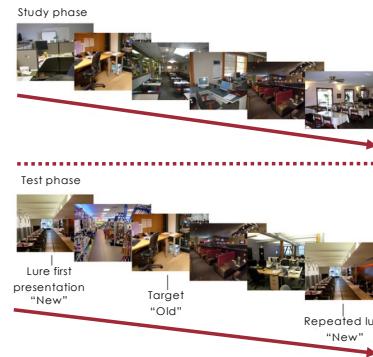 Study phase
Test phase
Lure first
presentation
“New”
Target
“Old”
Repeated lu
“New”